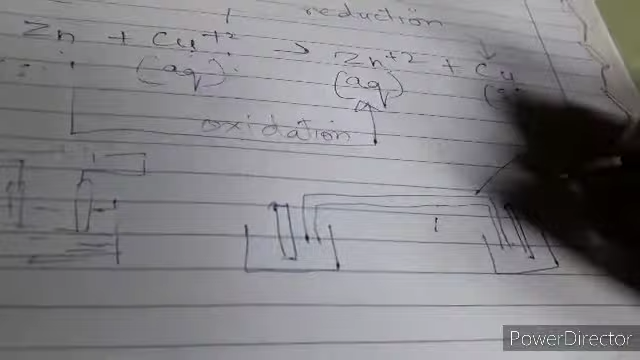 reduction
Zn + Cu+2 → Zn+2 + Cu
(aq) (aq)
oxidation
PowerDirector